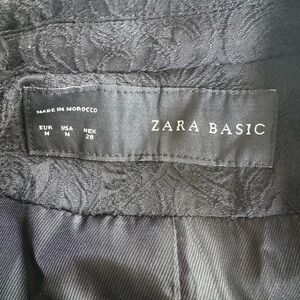 MADE IN MOROCCO
EUR USA MEX
M M 28
ZARA BASIC